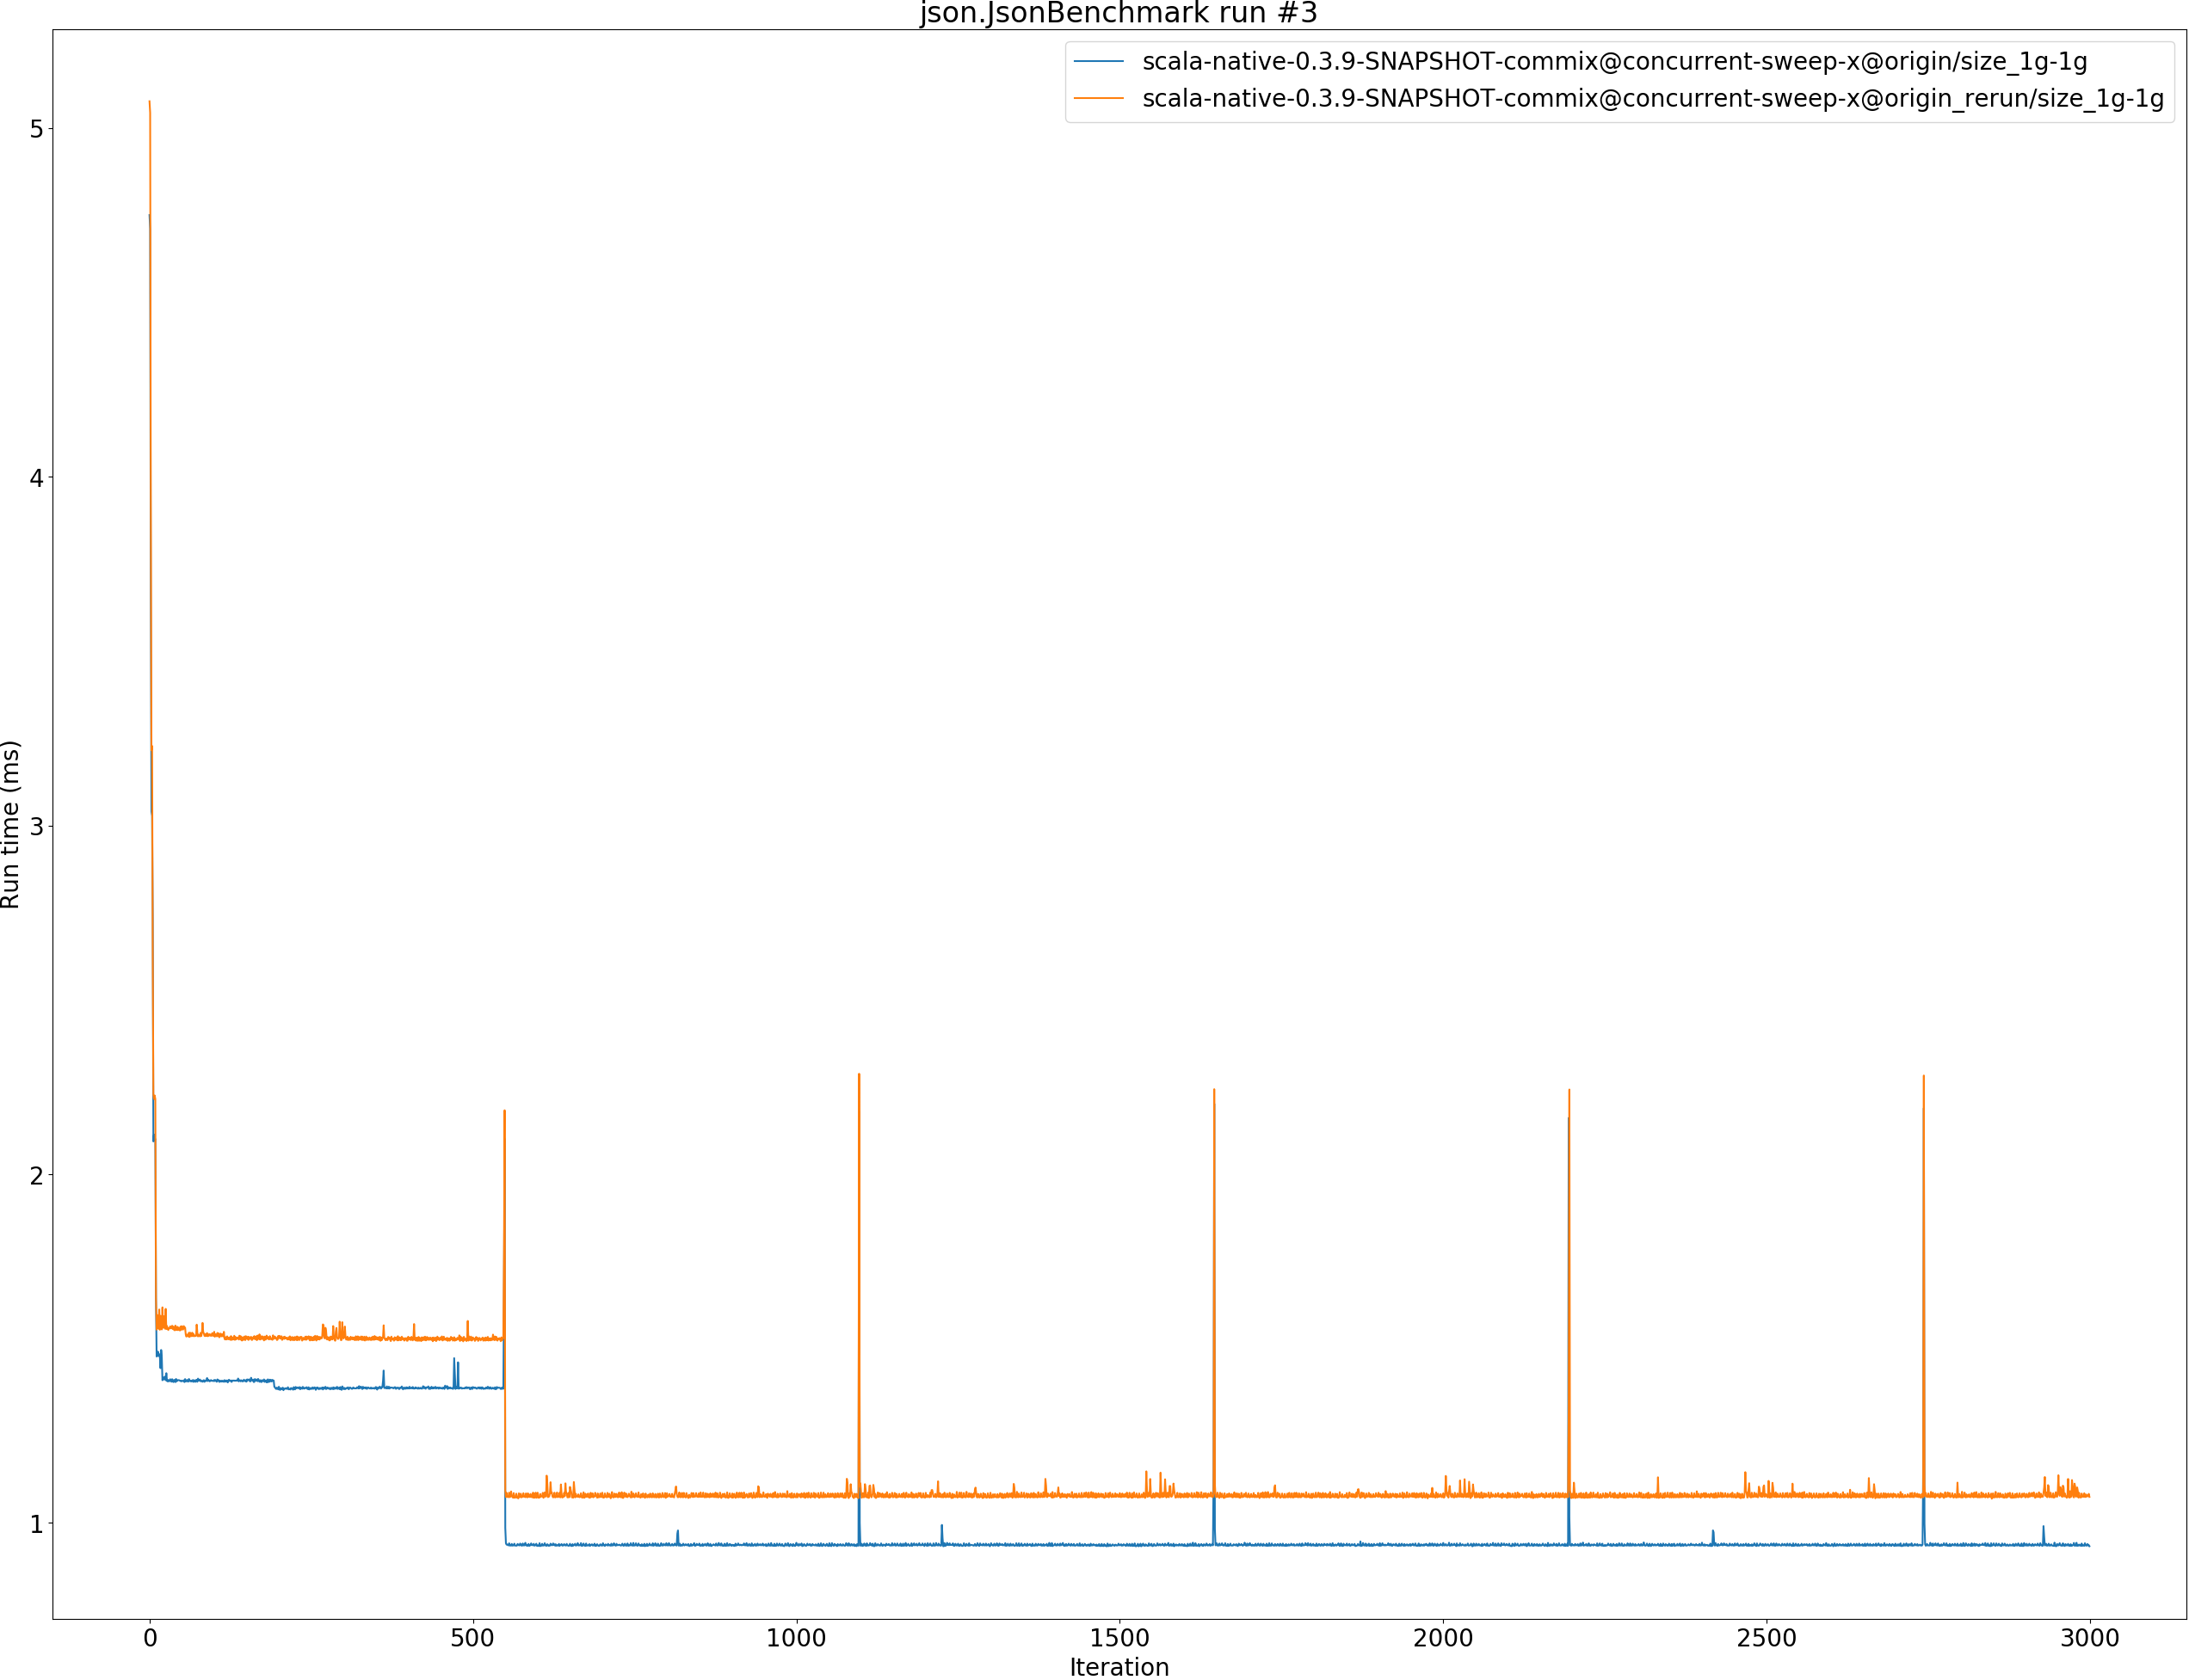 json.JsonBenchmark run #3
scala-native-0.3.9-SNAPSHOT-commix@concurrent-sweep-x@origin/size_1g-1g
scala-native-0.3.9-SNAPSHOT-commix@concurrent-sweep-x@origin_rerun/size_1g-1g
Run time (ms)
5
4
3
2
1
0
500
1000
1500
2000
2500
3000
Iteration